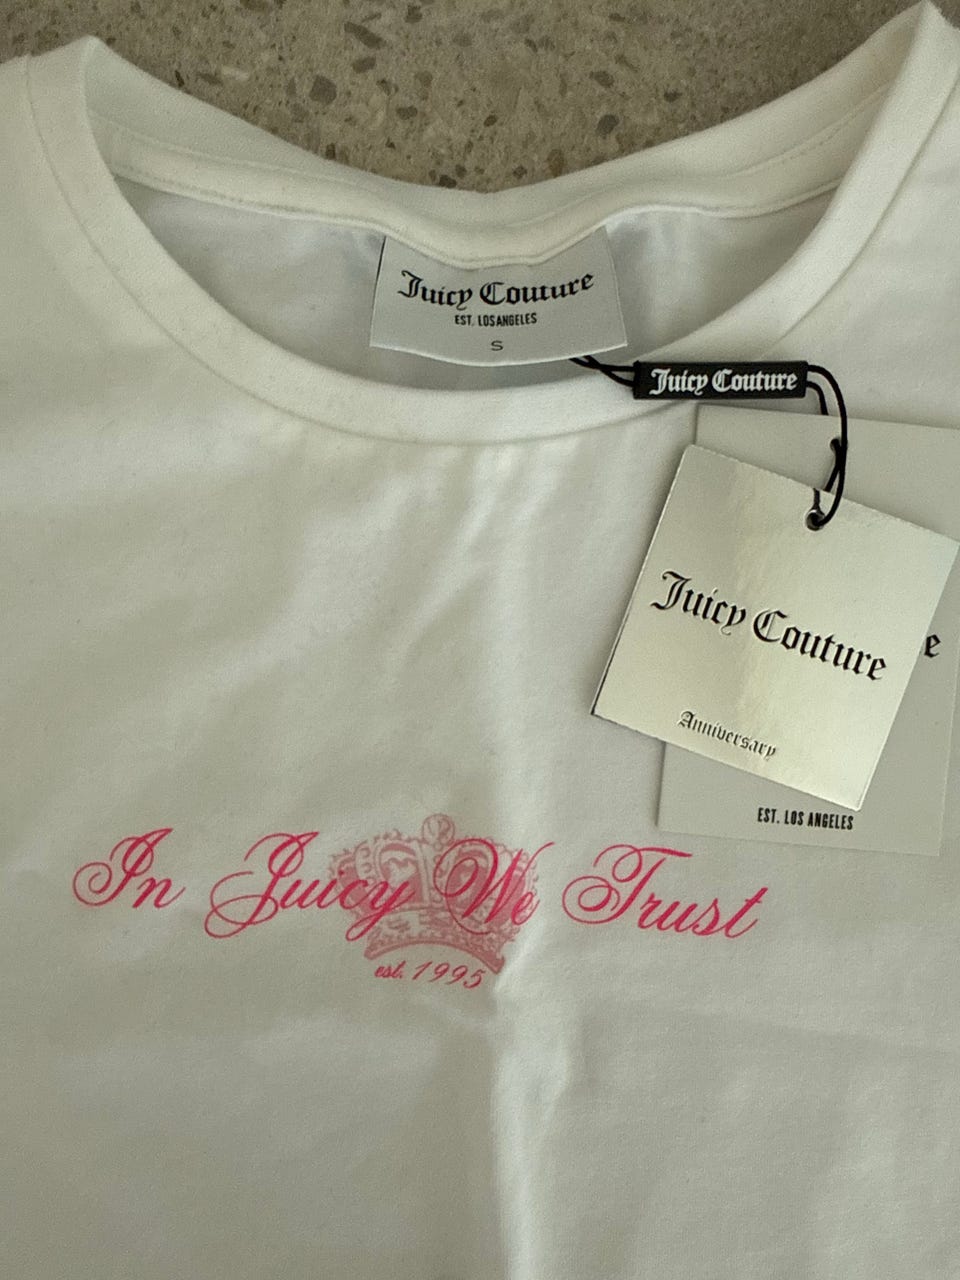 Juicy Couture
EST. LOS ANGELES
S
Juicy Couture
Juicy Couture
Anniversary
e
EST. LOS ANGELES
In Juicy We Trust
est. 1995